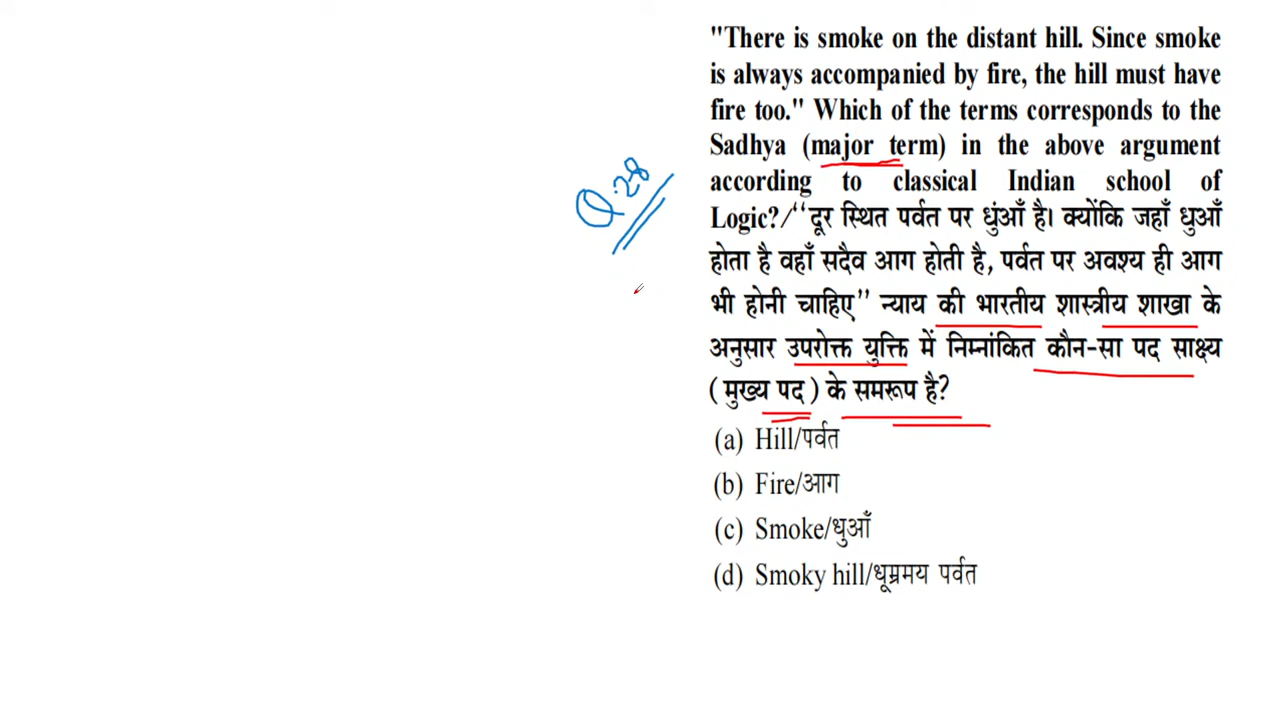 "There is smoke on the distant hill. Since smoke
is always accompanied by fire, the hill must have
fire too." Which of the terms corresponds to the
Sadhya (major term) in the above argument
according to classical Indian school of
Logic?/‘‘दूर स्थित पर्वत पर धुंआँ है। क्योंकि जहाँ धुआँ
होता है वहाँ सदैव आग होती है, पर्वत पर अवश्य ही आग
भी होनी चाहिए’’ न्याय की भारतीय शास्त्रीय शाखा के
अनुसार उपरोक्त युक्ति में निम्नांकित कौन-सा पद साक्ष्य
(मुख्य पद) के समरूप है?
(a) Hill/पर्वत
(b) Fire/आग
(c) Smoke/धुआँ
(d) Smoky hill/धूम्रमय पर्वत
Q.28